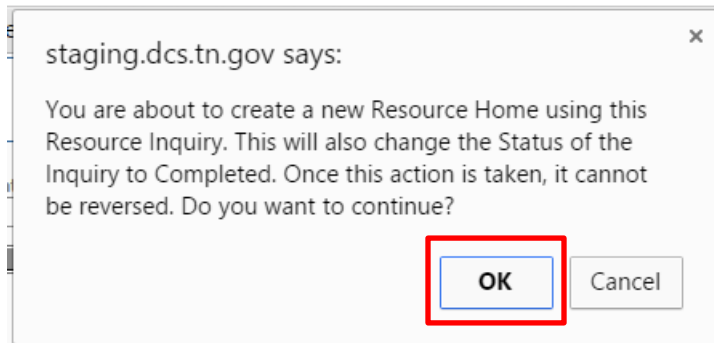 staging.dcs.tn.gov says:
You are about to create a new Resource Home using this
Resource Inquiry. This will also change the Status of the
Inquiry to Completed. Once this action is taken, it cannot
be reversed. Do you want to continue?
OK Cancel